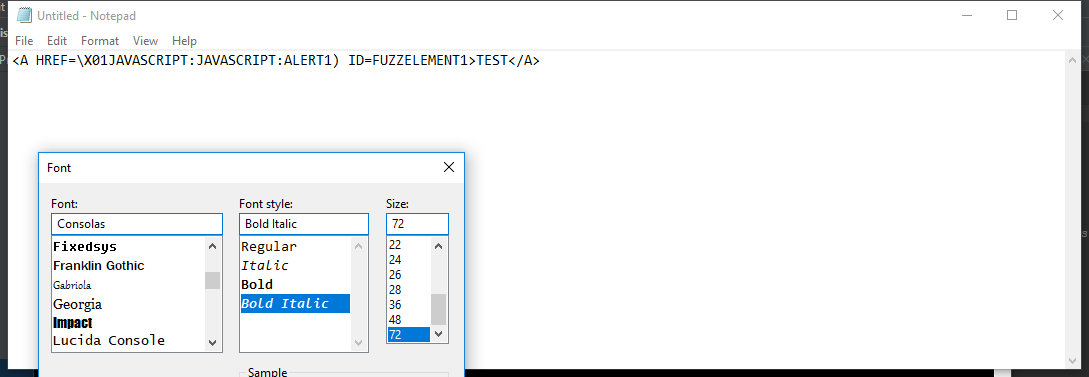 Untitled - Notepad
File Edit Format View Help
<A HREF=\X01JAVASCRIPT:JAVASCRIPT:ALERT1) ID=FUZZELEMENT1>TEST</A>
Font
Font: Font style: Size:
Consolas Bold Italic 72
Fixedsys Regular 22
Franklin Gothic Italic 24
Gabriola Bold 26
Georgia Bold Italic 28
Impact 36
Lucida Console 48
72
Sample